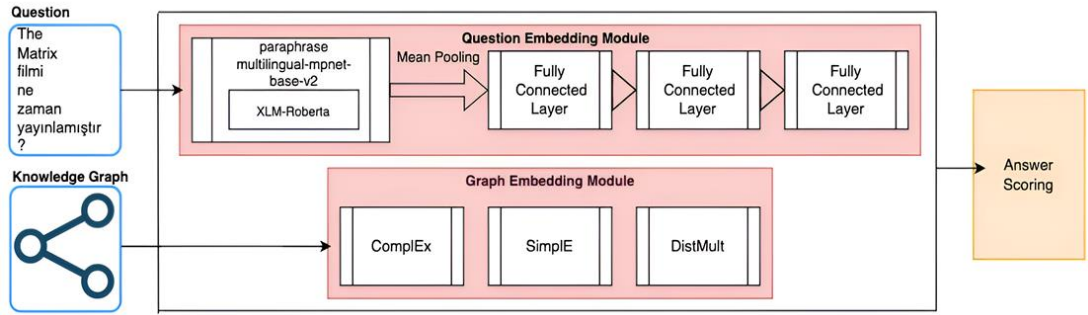 Question
The
Matrix
filmi
ne
zaman
yayınlamıştır
?
Knowledge Graph
Question Embedding Module
paraphrase
multilingual-mpnet-
base-v2
XLM-Roberta
Mean Pooling
Fully
Connected
Layer
Fully
Connected
Layer
Fully
Connected
Layer
Graph Embedding Module
ComplEx
SimplE
DistMult
Answer
Scoring